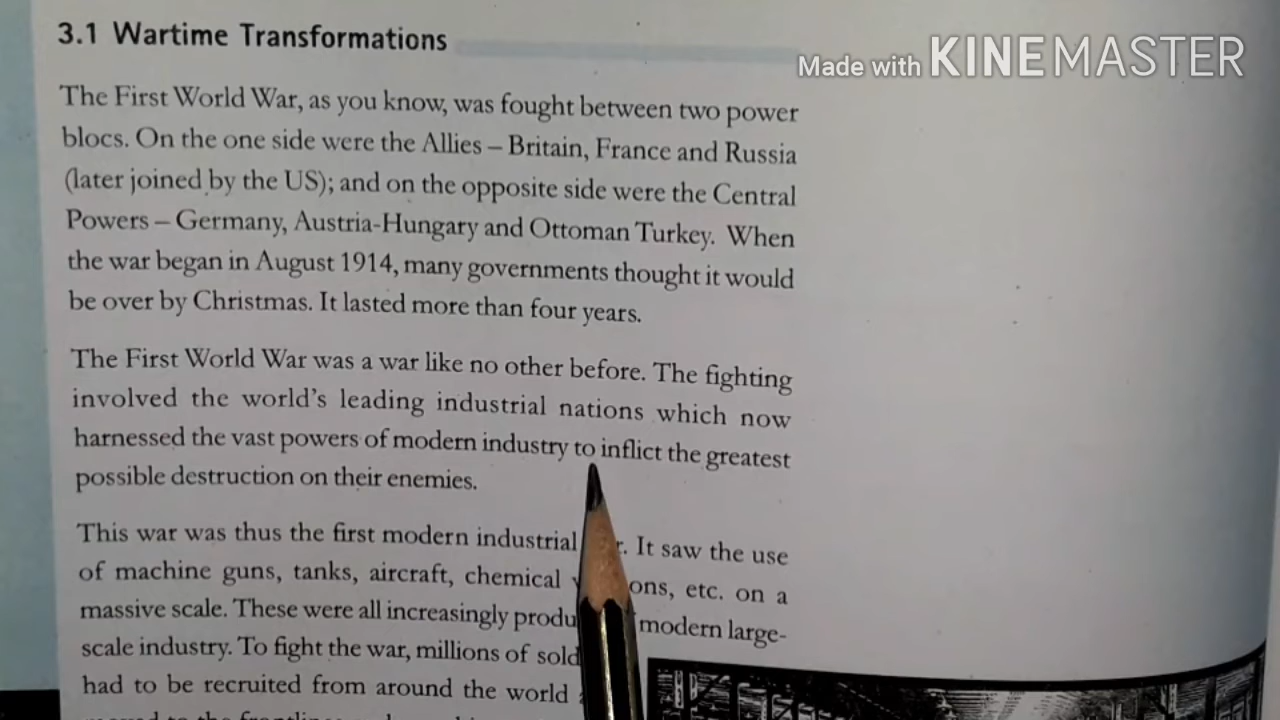 3.1 Wartime Transformations
Made with KINEMASTER
The First World War, as you know, was fought between two power
blocs. On the one side were the Allies – Britain, France and Russia
(later joined by the US); and on the opposite side were the Central
Powers – Germany, Austria-Hungary and Ottoman Turkey. When
the war began in August 1914, many governments thought it would
be over by Christmas. It lasted more than four years.
The First World War was a war like no other before. The fighting
involved the world's leading industrial nations which now
harnessed the vast powers of modern industry to inflict the greatest
possible destruction on their enemies.
This war was thus the first modern industrial It saw the use
of machine guns, tanks, aircraft, chemical etc. on a
massive scale. These were all increasingly modern large-
scale industry. To fight the war, millions of
had to be recruited from around the world